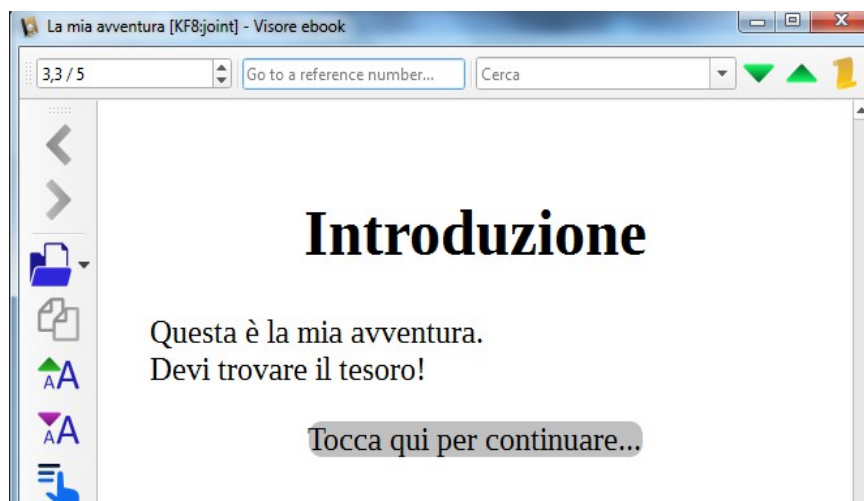 La mia avventura [KF8:joint] - Visore ebook
3,3 / 5
Go to a reference number...
Cerca
Introduzione
Questa è la mia avventura.
Devi trovare il tesoro!
Tocca qui per continuare...